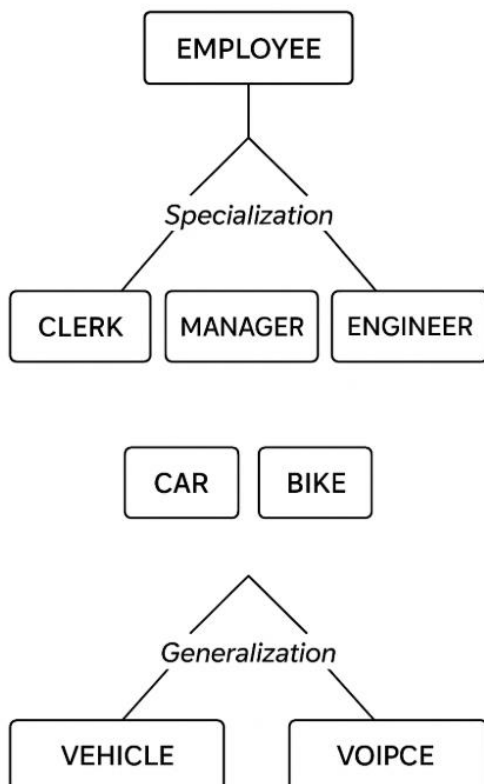 EMPLOYEE
Specialization
CLERK MANAGER ENGINEER
CAR BIKE
Generalization
VEHICLE VOIPCE